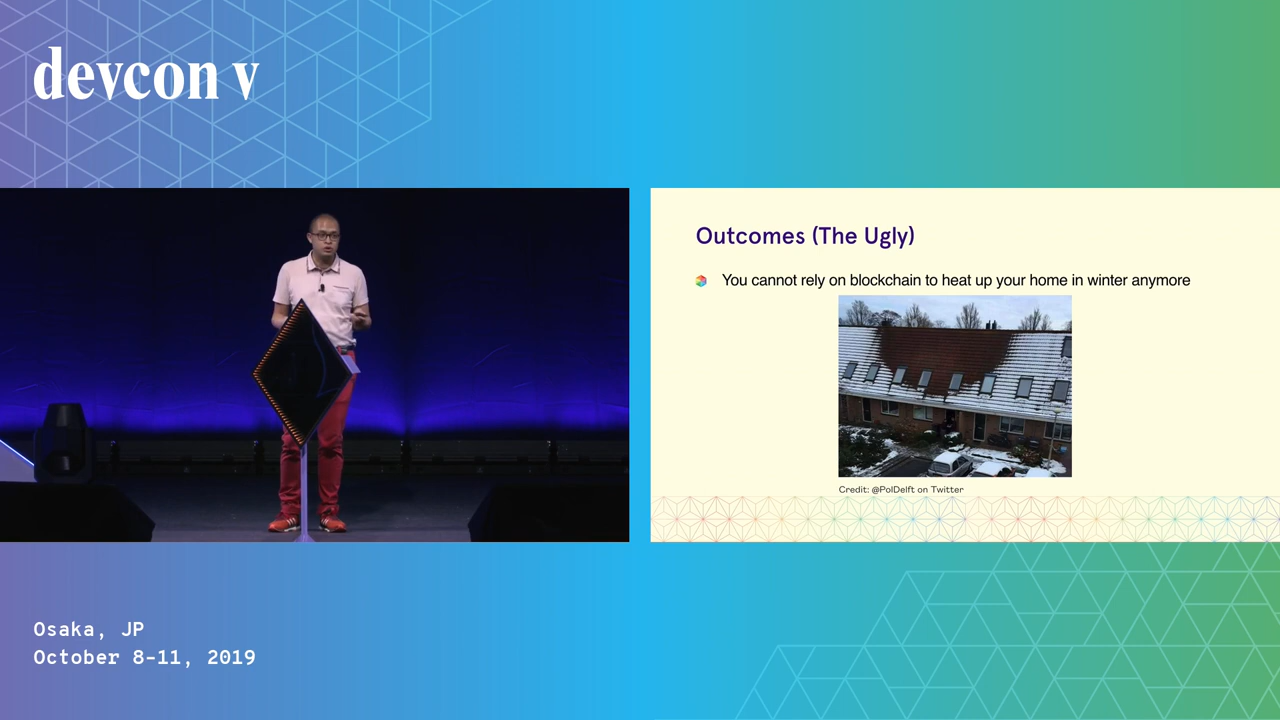 devcon v
Outcomes (The Ugly)
You cannot rely on blockchain to heat up your home in winter anymore
Credit: @PolDelft on Twitter
Osaka, JP
October 8-11, 2019